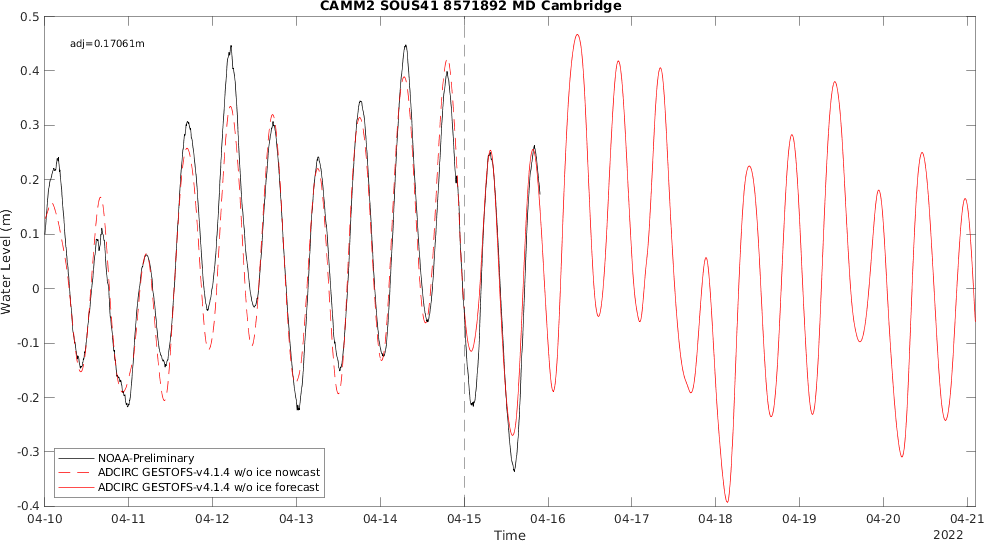 CAMM2 SOUS41 8571892 MD Cambridge
adj=0.17061m
0.5
0.4
0.3
0.2
0.1
0
-0.1
-0.2
-0.3
-0.4
Water Level (m)
NOAA-Preliminary
ADCIRC GESTOFS-v4.1.4 w/o ice nowcast
ADCIRC GESTOFS-v4.1.4 w/o ice forecast
04-10 04-11 04-12 04-13 04-14 04-15 04-16 04-17 04-18 04-19 04-20 04-21
Time
2022